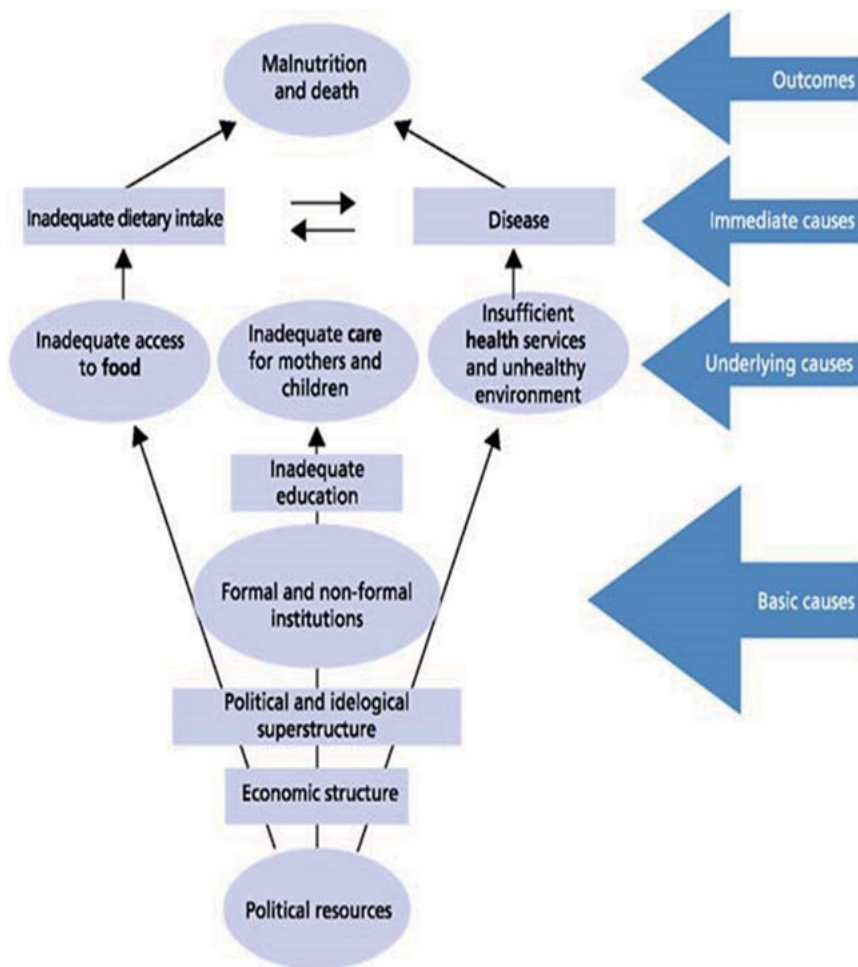 Malnutrition
and death
Outcomes
Inadequate dietary intake
Disease
Immediate causes
Inadequate access
to food
Inadequate care
for mothers and
children
Insufficient
health services
and unhealthy
environment
Underlying causes
Inadequate
education
Formal and non-formal
institutions
Basic causes
Political and idelogical
superstructure
Economic structure
Political resources